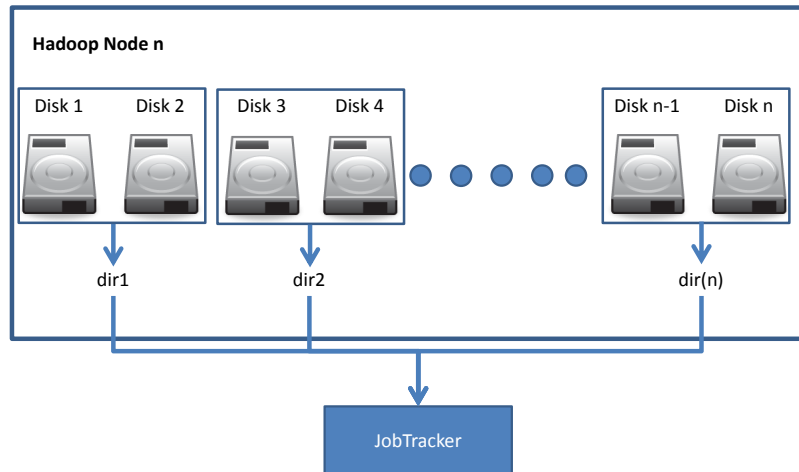 Hadoop Node n
Disk 1 Disk 2 Disk 3 Disk 4 Disk n-1 Disk n
dir1 dir2 dir(n)
JobTracker